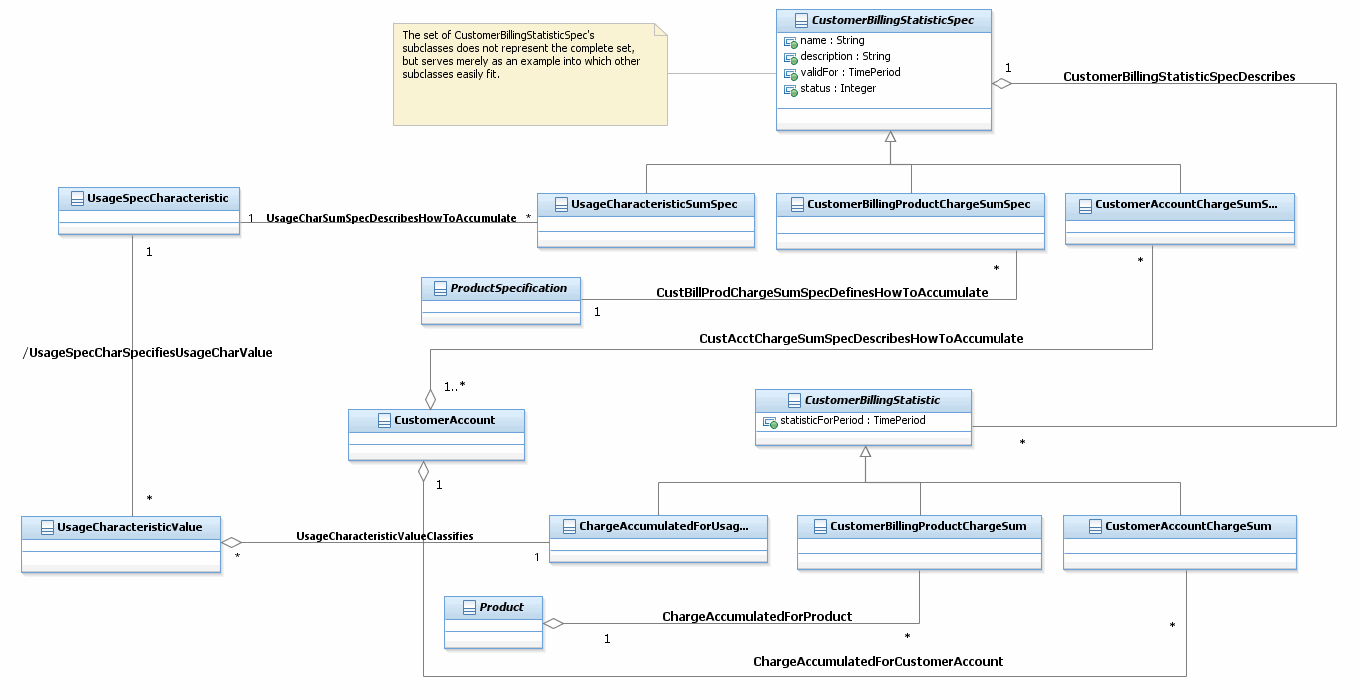 CustomerBillingStatisticSpec
name : String
description : String
validFor : TimePeriod
status : Integer
The set of CustomerBillingStatisticSpec's
subclasses does not represent the complete set,
but serves merely as an example into which other
subclasses easily fit.
1
CustomerBillingStatisticSpecDescribes
UsageSpecCharacteristic
1
UsageCharSumSpecDescribesHowToAccumulate
*
UsageCharacteristicSumSpec
CustomerBillingProductChargeSumSpec
CustomerAccountChargeSumS...
1
*
*
ProductSpecification
1
CustBillProdChargeSumSpecDefinesHowToAccumulate
CustAcctChargeSumSpecDescribesHowToAccumulate
/UsageSpecCharSpecifiesUsageCharValue
1..*
CustomerAccount
1
CustomerBillingStatistic
statisticForPeriod : TimePeriod
*
*
UsageCharacteristicValue
*
UsageCharacteristicValueClassifies
1
ChargeAccumulatedForUsag...
CustomerBillingProductChargeSum
CustomerAccountChargeSum
Product
1
ChargeAccumulatedForProduct
*
*
ChargeAccumulatedForCustomerAccount